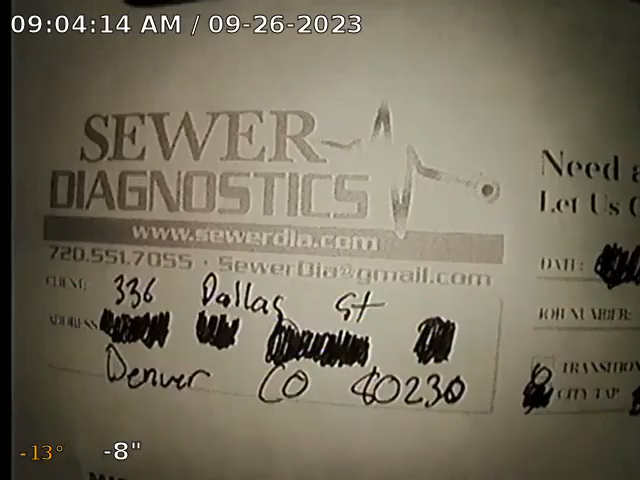 09:04:14 AM / 09-26-2023
SEWER
DIAGNOSTICS
www.sewerdia.com
720.551.7055 · SewerDia@gmail.com
CLIENT: 336 Dallas St
ADDRESS
Denver CO 80230
Need a
Let Us
DATE:
JOB NUMBER:
TRANSITION
CITY TAP
-13° -8"